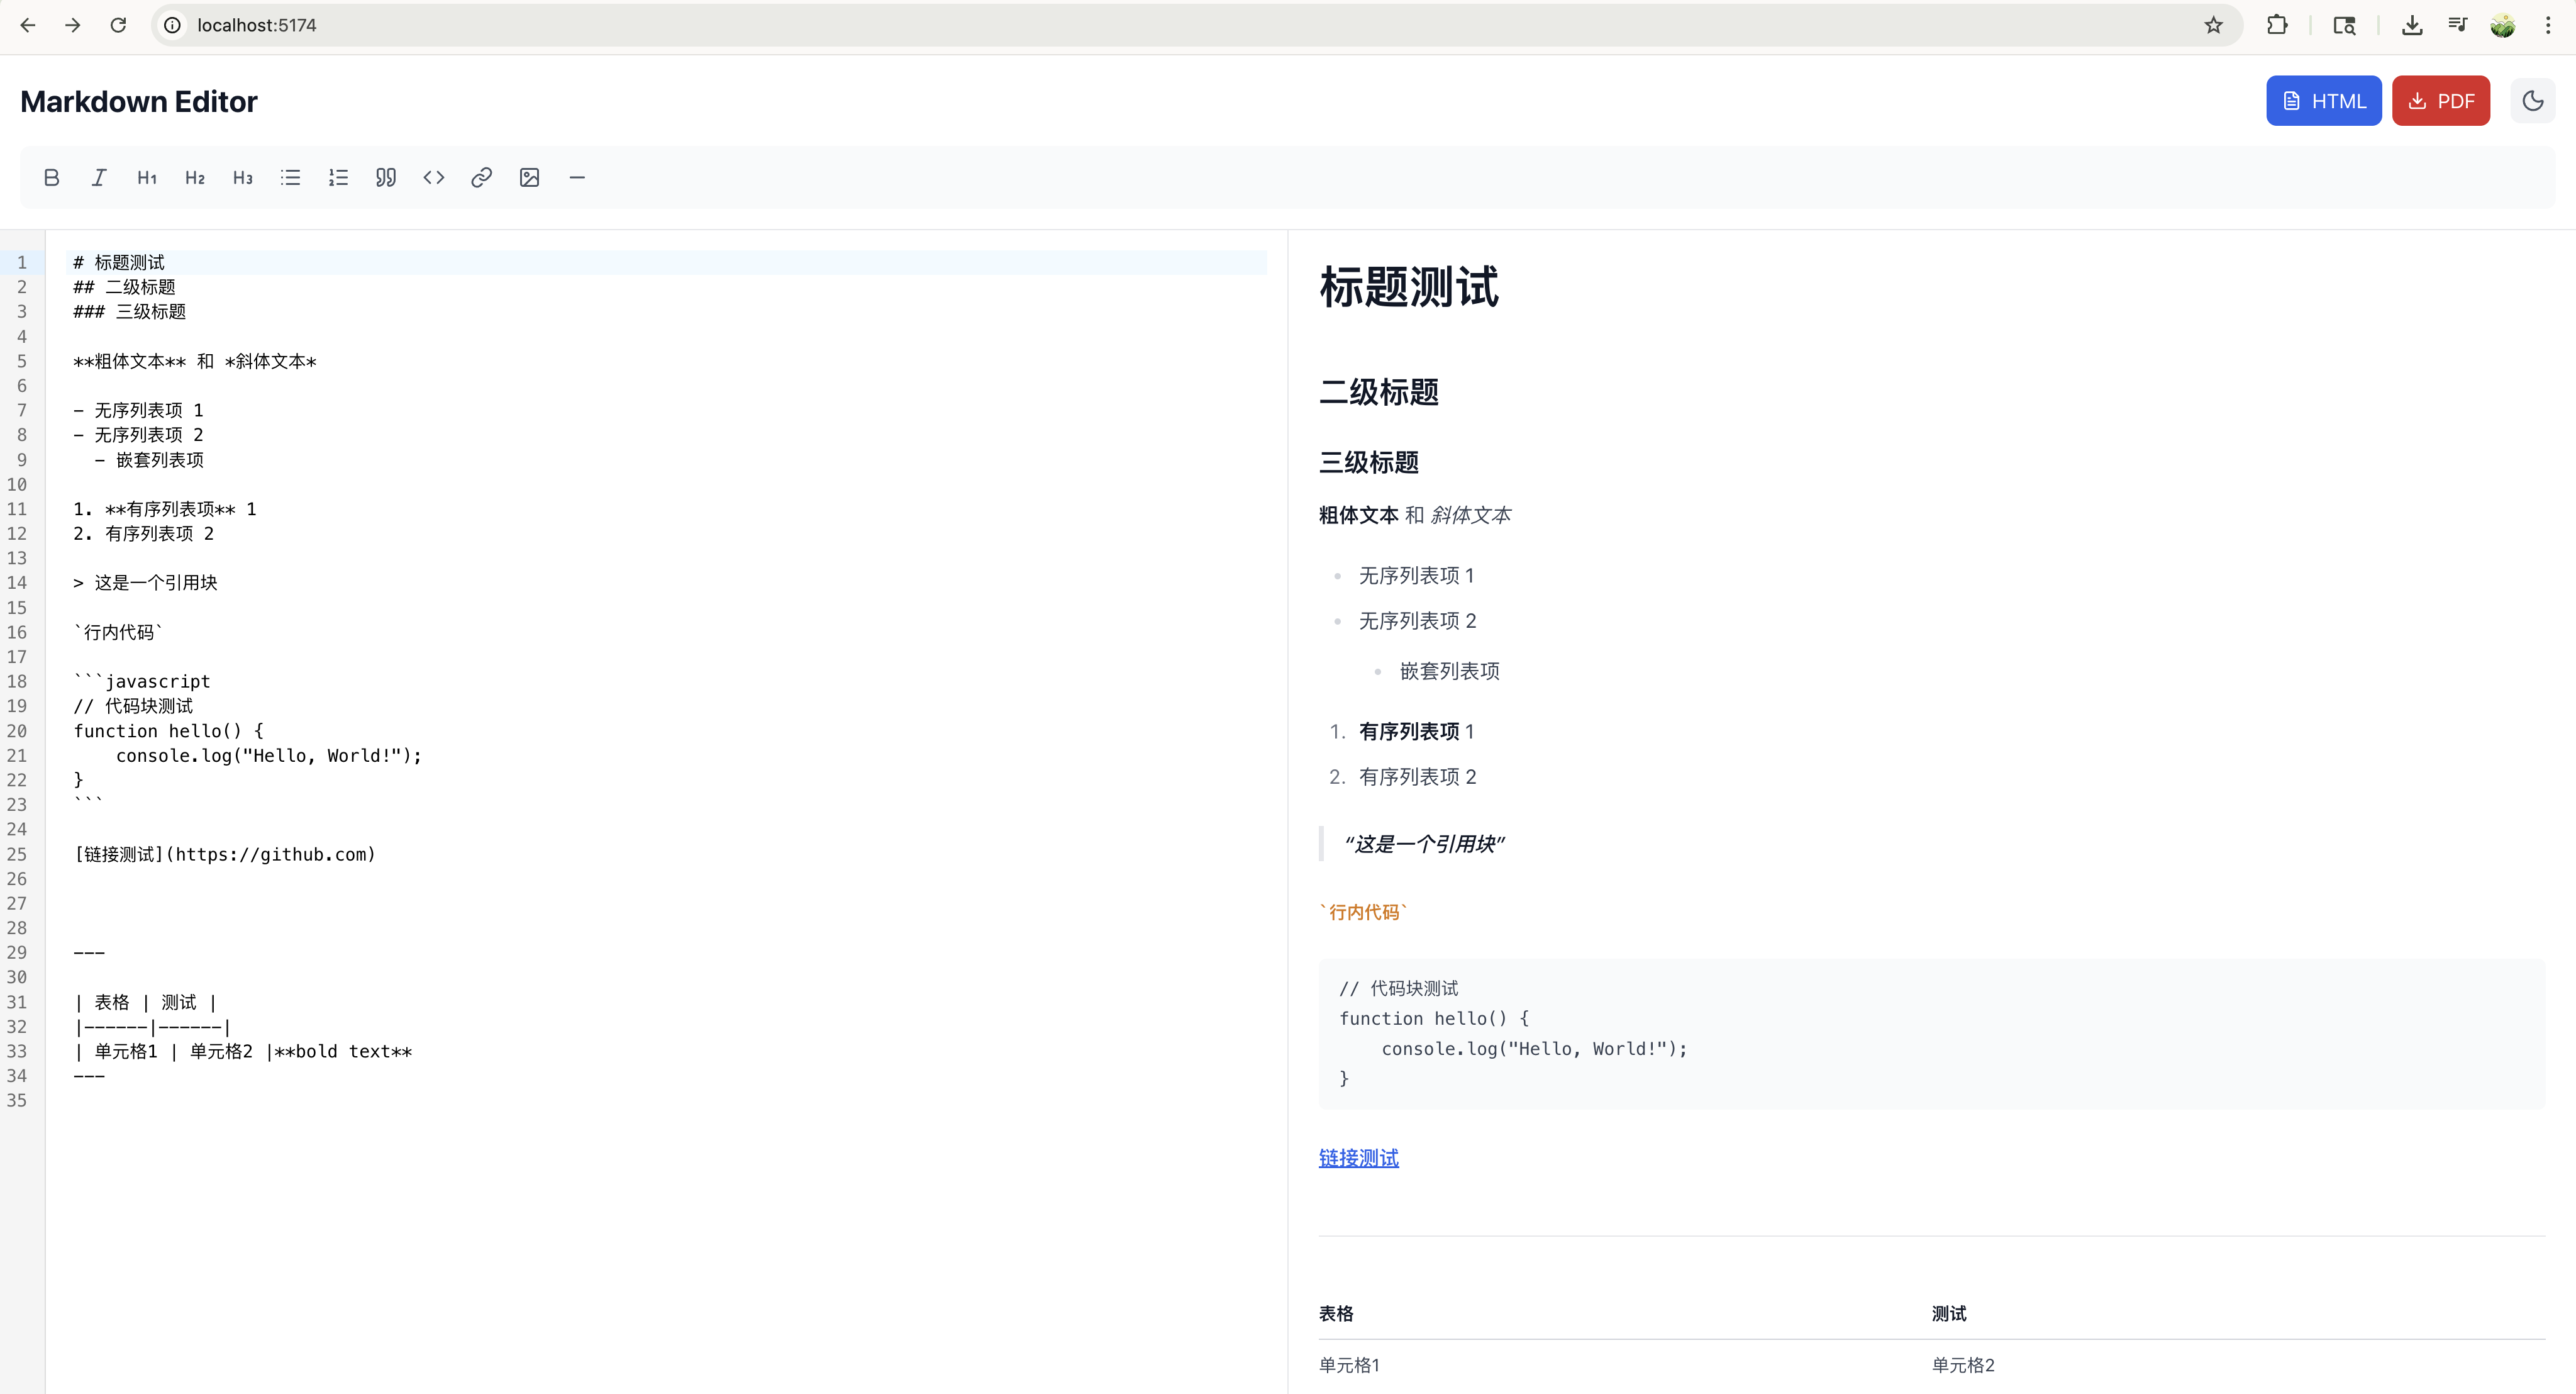 localhost:5174
Markdown Editor
HTML
PDF
B I H1 H2 H3
1 # 标题测试
2 ## 二级标题
3 ### 三级标题
4
5 **粗体文本** 和 *斜体文本*
6
7 - 无序列表项 1
8 - 无序列表项 2
9   - 嵌套列表项
10
11 1. **有序列表项** 1
12 2. 有序列表项 2
13
14 > 这是一个引用块
15
16 `行内代码`
17
18 ```javascript
19 // 代码块测试
20 function hello() {
21     console.log("Hello, World!");
22 }
23 ```
24
25 [链接测试](https://github.com)
26
27
28
29 ---
30
31 | 表格 | 测试 |
32 |------|------|
33 | 单元格1 | 单元格2 |**bold text**
34 ---
35
标题测试
二级标题
三级标题
粗体文本 和 斜体文本
• 无序列表项 1
• 无序列表项 2
• 嵌套列表项
1. 有序列表项 1
2. 有序列表项 2
“这是一个引用块”
`行内代码`
// 代码块测试
function hello() {
    console.log("Hello, World!");
}
链接测试
表格 测试
单元格1 单元格2